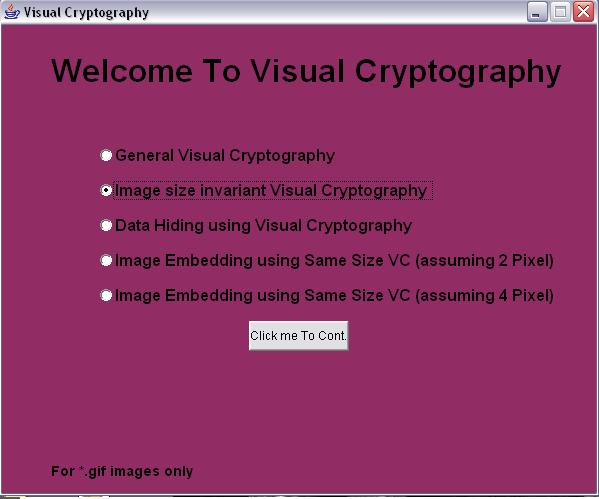 Visual Cryptography
Welcome To Visual Cryptography
General Visual Cryptography
Image size invariant Visual Cryptography
Data Hiding using Visual Cryptography
Image Embedding using Same Size VC (assuming 2 Pixel)
Image Embedding using Same Size VC (assuming 4 Pixel)
Click me To Cont.
For *.gif images only